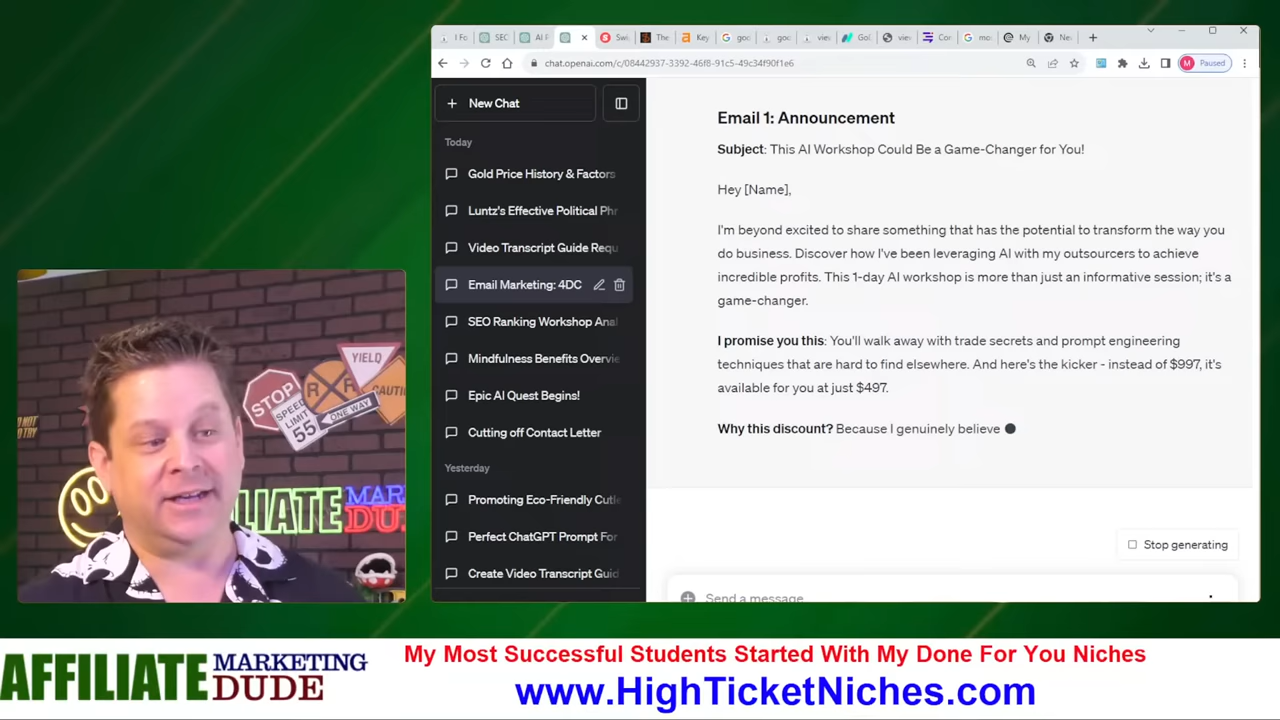 Paused
chat.openai.com/c/08442937-3392-46f8-91c5-49c34f90f1e6
New Chat
Today
Gold Price History & Factors
Luntz's Effective Political Phr
Video Transcript Guide Requ
Email Marketing: 4DC
SEO Ranking Workshop Anal
Mindfulness Benefits Overvie
Epic AI Quest Begins!
Cutting off Contact Letter
Yesterday
Promoting Eco-Friendly Cutle
Perfect ChatGPT Prompt For
Create Video Transcript Guid
Email 1: Announcement
Subject: This AI Workshop Could Be a Game-Changer for You!
Hey [Name],
I'm beyond excited to share something that has the potential to transform the way you
do business. Discover how I've been leveraging AI with my outsourcers to achieve
incredible profits. This 1-day AI workshop is more than just an informative session; it's a
game-changer.
I promise you this: You'll walk away with trade secrets and prompt engineering
techniques that are hard to find elsewhere. And here's the kicker - instead of $997, it's
available for you at just $497.
Why this discount? Because I genuinely believe
Stop generating
Send a message
YIELD
STOP
SPEED
LIMIT
55
R R
ONE WAY
CAUTI
ILIATE MAR
DU
AFFILIATE MARKETING
DUDE
My Most Successful Students Started With My Done For You Niches
www.HighTicketNiches.com